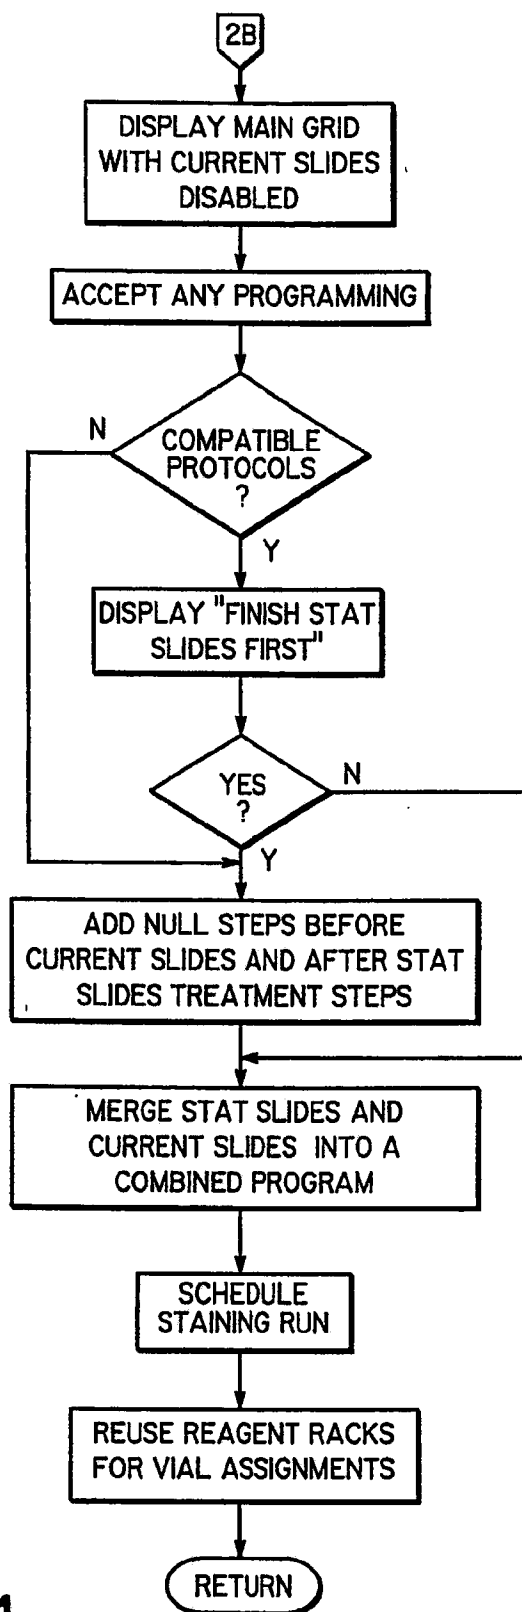 2B
DISPLAY MAIN GRID
WITH CURRENT SLIDES
DISABLED
ACCEPT ANY PROGRAMMING
N
COMPATIBLE
PROTOCOLS
?
Y
DISPLAY "FINISH STAT
SLIDES FIRST"
YES
?
N
Y
ADD NULL STEPS BEFORE
CURRENT SLIDES AND AFTER STAT
SLIDES TREATMENT STEPS
MERGE STAT SLIDES AND
CURRENT SLIDES INTO A
COMBINED PROGRAM
SCHEDULE
STAINING RUN
REUSE REAGENT RACKS
FOR VIAL ASSIGNMENTS
RETURN